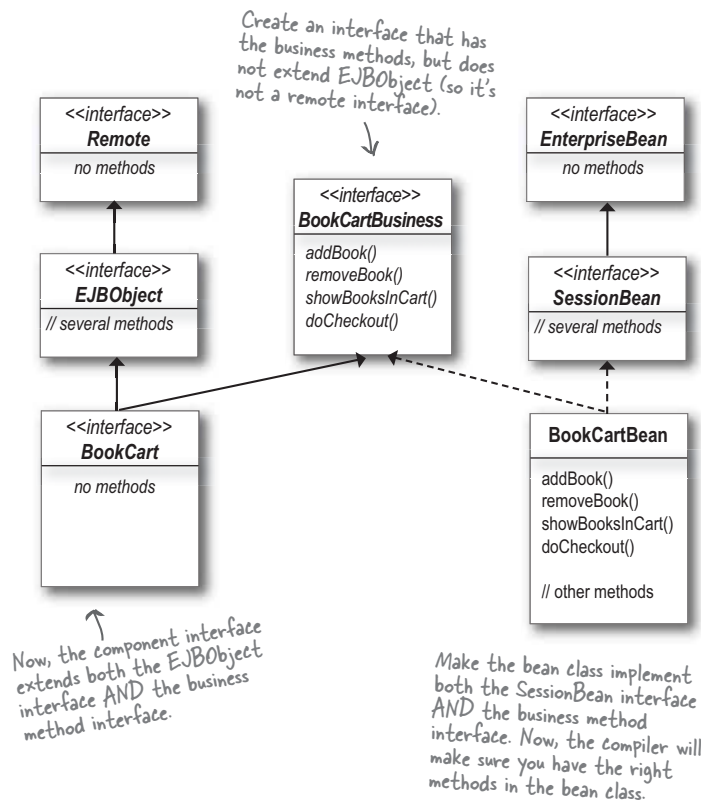 Create an interface that has
the business methods, but does
not extend EJBObject (so it's
not a remote interface).
<<interface>>
Remote
no methods
<<interface>>
EJBObject
// several methods
<<interface>>
BookCart
no methods
Now, the component interface
extends both the EJBObject
interface AND the business
method interface.
<<interface>>
BookCartBusiness
addBook()
removeBook()
showBooksInCart()
doCheckout()
<<interface>>
EnterpriseBean
no methods
<<interface>>
SessionBean
// several methods
BookCartBean
addBook()
removeBook()
showBooksInCart()
doCheckout()
// other methods
Make the bean class implement
both the SessionBean interface
AND the business method
interface. Now, the compiler will
make sure you have the right
methods in the bean class.